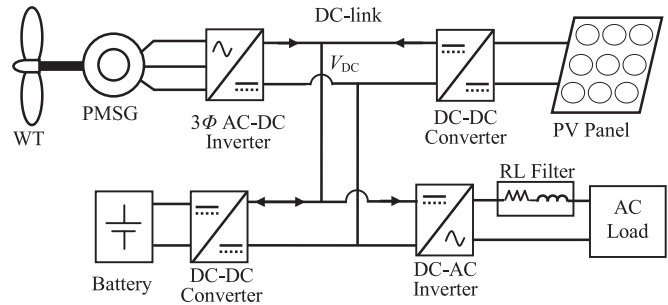 DC-link
V_DC
WT
PMSG
3Φ AC-DC
Inverter
DC-DC
Converter
PV Panel
RL Filter
AC
Load
Battery
DC-DC
Converter
DC-AC
Inverter